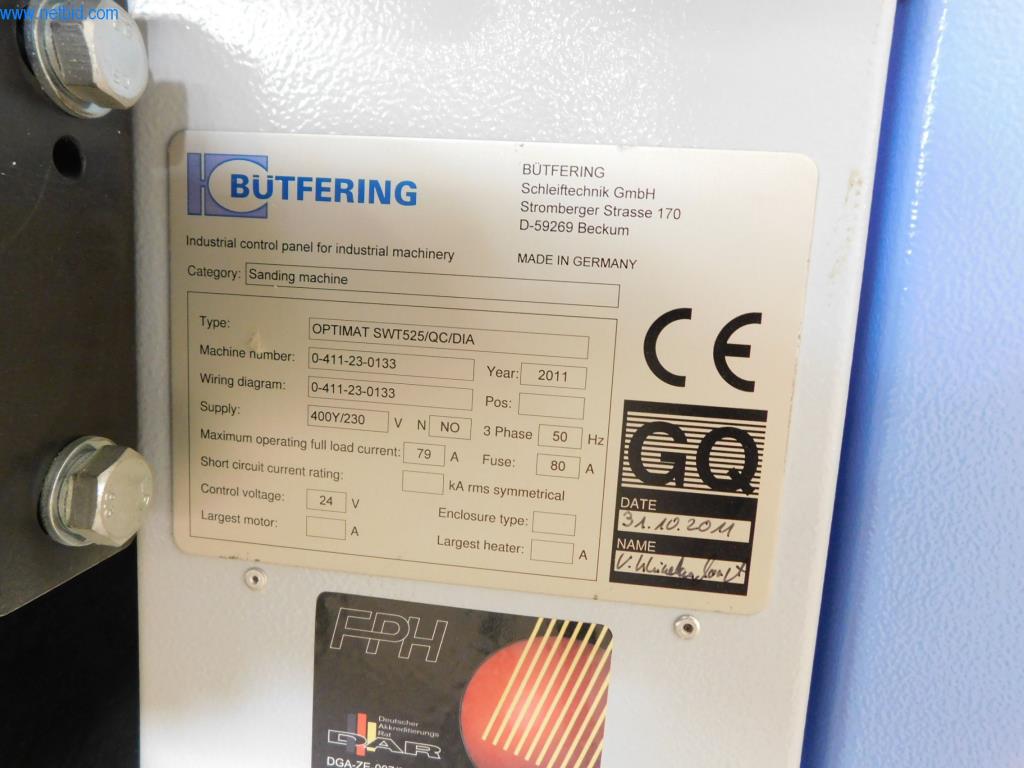 www.netbid.com
BÜTFERING
BÜTFERING
Schleiftechnik GmbH
Stromberger Strasse 170
D-59269 Beckum
Industrial control panel for industrial machinery
MADE IN GERMANY
Category: Sanding machine
Type: OPTIMAT SWT525/QC/DIA
Machine number: 0-411-23-0133 Year: 2011
Wiring diagram: 0-411-23-0133 Pos:
Supply: 400Y/230 V N NO 3 Phase 50 Hz
Maximum operating full load current: 79 A Fuse: 80 A
Short circuit current rating: kA rms symmetrical
Control voltage: 24 V Enclosure type:
Largest motor: A Largest heater: A
CE
GQ
DATE
31.10.2011
NAME
FPH
Deutscher
Akkreditierungs
Rat
DAR